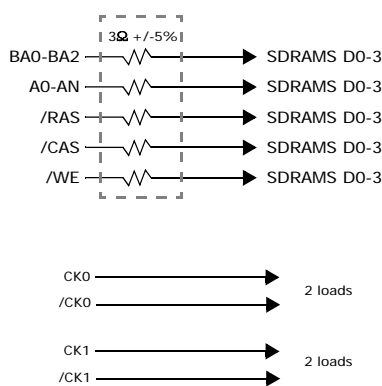 3Ω +/-5%
BA0-BA2 SDRAMS D0-3
A0-AN SDRAMS D0-3
/RAS SDRAMS D0-3
/CAS SDRAMS D0-3
/WE SDRAMS D0-3
CK0
/CK0
2 loads
CK1
/CK1
2 loads